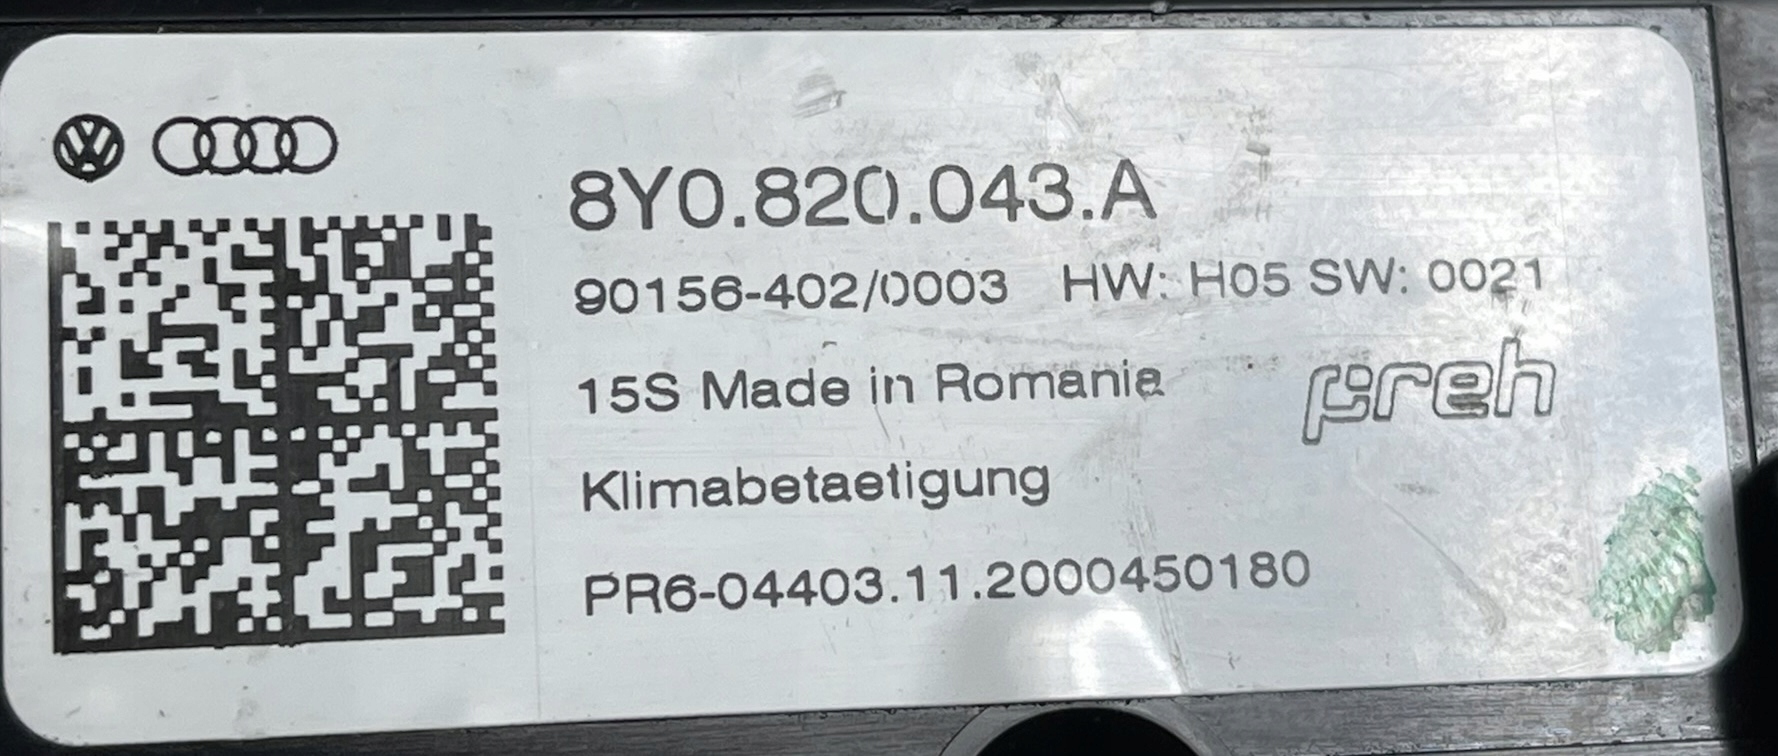 8Y0.820.043.A
90156-402/0003 HW: H05 SW: 0021
15S Made in Romania
preh
Klimabetaetigung
PR6-04403.11.2000450180